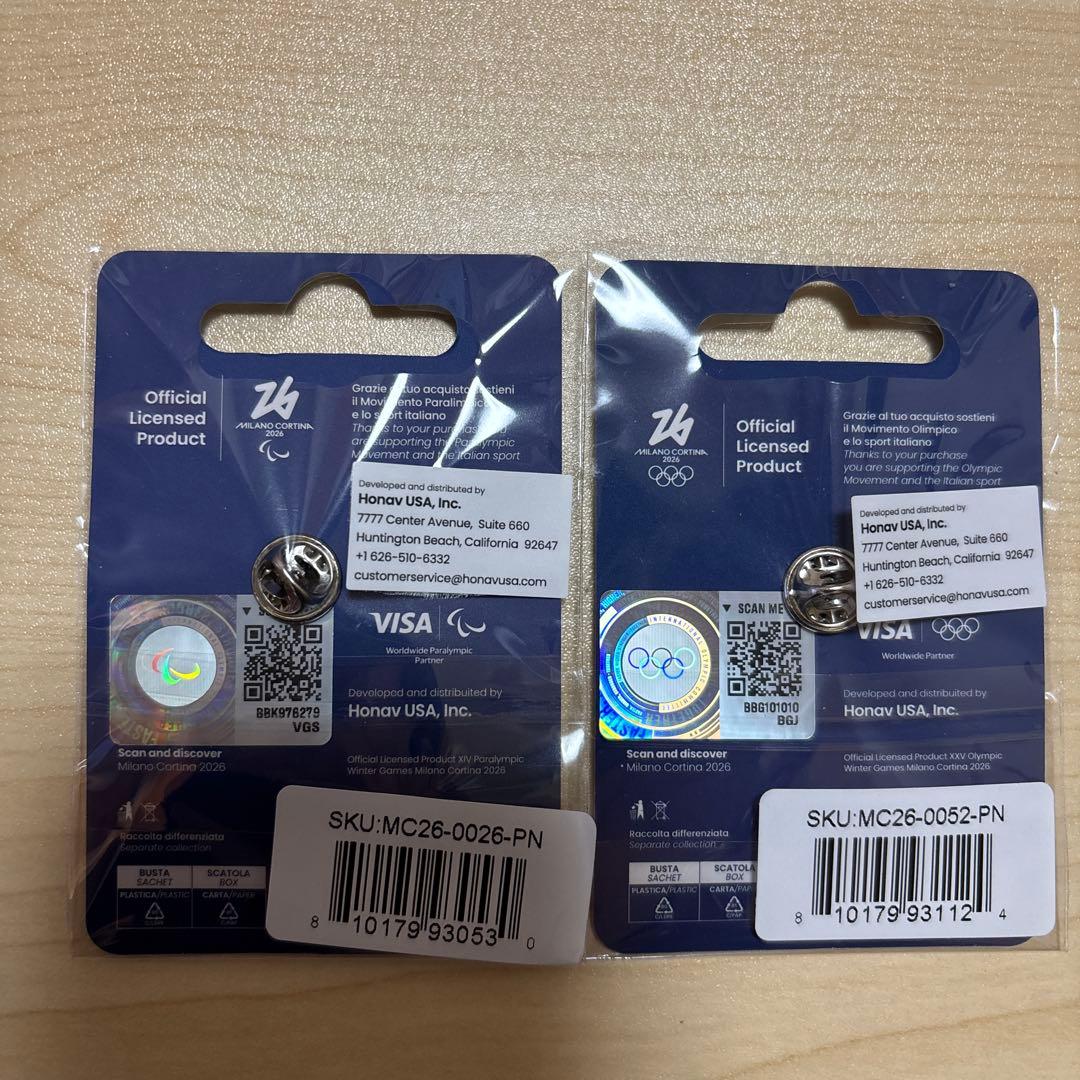 Official
Licensed
Product
MILANO CORTINA
2026
Grazie al tuo acquisto sostieni
il Movimento Paralimpico
e lo sport italiano
Thanks to your purchase you
are supporting the Paralympic
Movement and the Italian sport
Developed and distributed by
Honav USA, Inc.
7777 Center Avenue, Suite 660
Huntington Beach, California 92647
+1 626-510-6332
customerservice@honavusa.com
BBK976279
VGS
VISA
Worldwide Paralympic
Partner
Developed and distribuited by
Honav USA, Inc.
Scan and discover
Milano Cortina 2026
Official Licensed Product XIV Paralympic
Winter Games Milano Cortina 2026
Raccolta differenziata
Separate collection
BUSTA
SACHET
SCATOLA
BOX
PLASTICA/PLASTIC
CARTA/PAPER
SKU:MC26-0026-PN
8 10179 93053 0
MILANO CORTINA
2026
Official
Licensed
Product
Grazie al tuo acquisto sostieni
il Movimento Olimpico
e lo sport italiano
Thanks to your purchase
you are supporting the Olympic
Movement and the Italian sport
Developed and distributed by
Honav USA, Inc.
7777 Center Avenue, Suite 660
Huntington Beach, California 92647
+1 626-510-6332
customerservice@honavusa.com
INTERNATIONAL OLYMPIC COMMITTEE
SCAN ME
BBG101010
BGJ
VISA
Worldwide Partner
Developed and distribuited by
Honav USA, Inc.
Scan and discover
Milano Cortina 2026
Official Licensed Product XXV Olympic
Winter Games Milano Cortina 2026
Raccolta differenziata
Separate collection
BUSTA
SACHET
SCATOLA
BOX
PLASTICA/PLASTIC
SKU:MC26-0052-PN
8 10179 93112 4